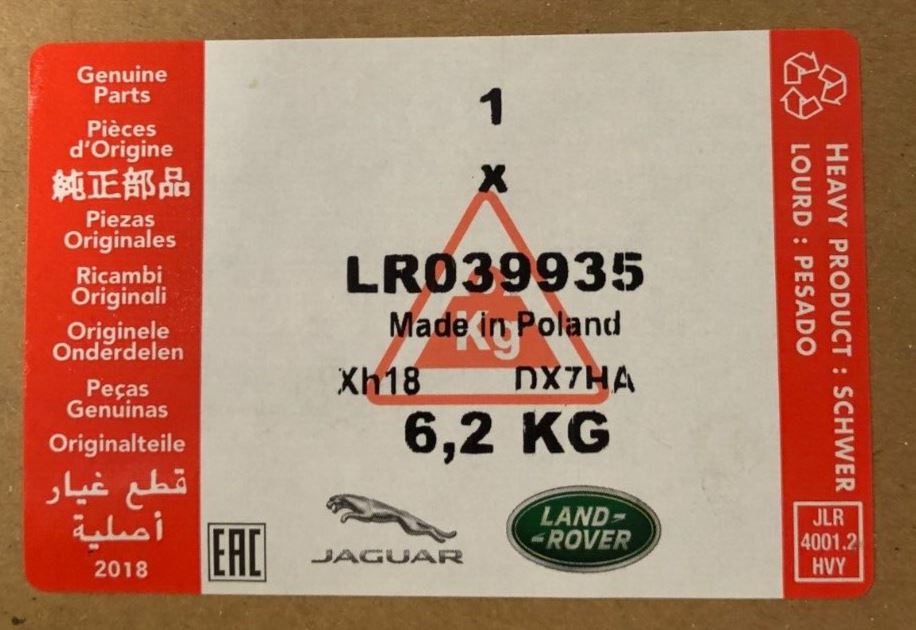 Genuine
Parts
Pièces
d'Origine
純正部品
Piezas
Originales
Ricambi
Originali
Originele
Onderdelen
Peças
Genuinas
Originalteile
قطع غيار
أصلية
2018
1
x
LR039935
Kg
Made in Poland
Xh18 DX7HA
6,2 KG
EAC
JAGUAR
LAND-
-ROVER
HEAVY PRODUCT : SCHWER
LOURD : PESADO
JLR
4001.2
HVY